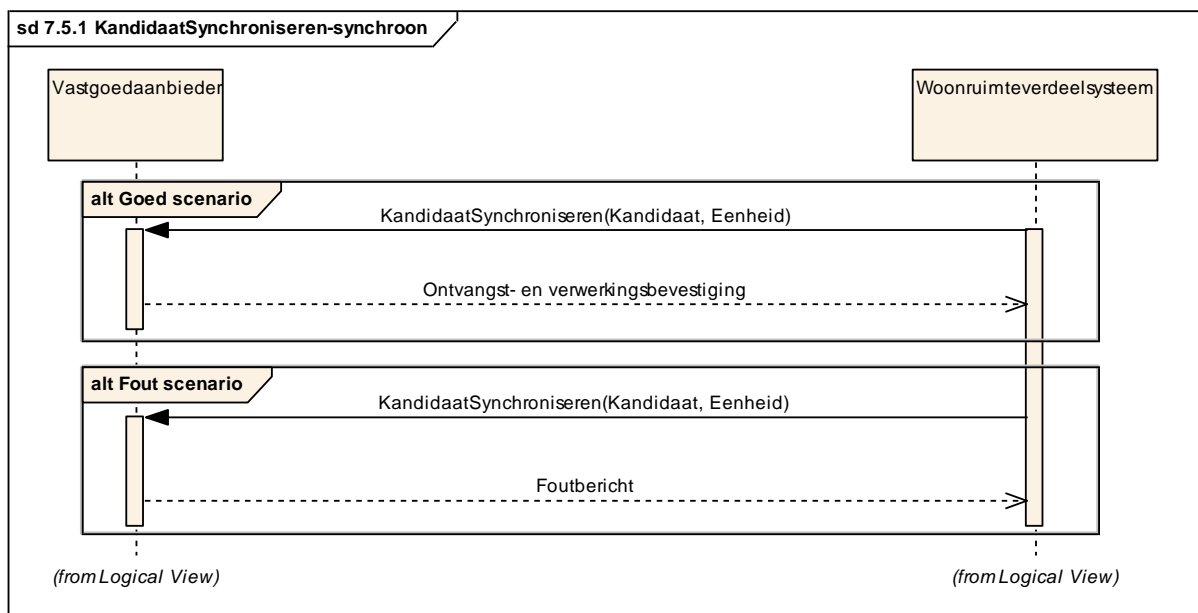 sd 7.5.1 KandidaatSynchroniseren-synchroon
Vastgoedaanbieder
Woonruimteverdeelsysteem
alt Goed scenario
KandidaatSynchroniseren(Kandidaat, Eenheid)
Ontvangst- en verwerkingsbevestiging
alt Fout scenario
KandidaatSynchroniseren(Kandidaat, Eenheid)
Foutbericht
(from Logical View)
(from Logical View)